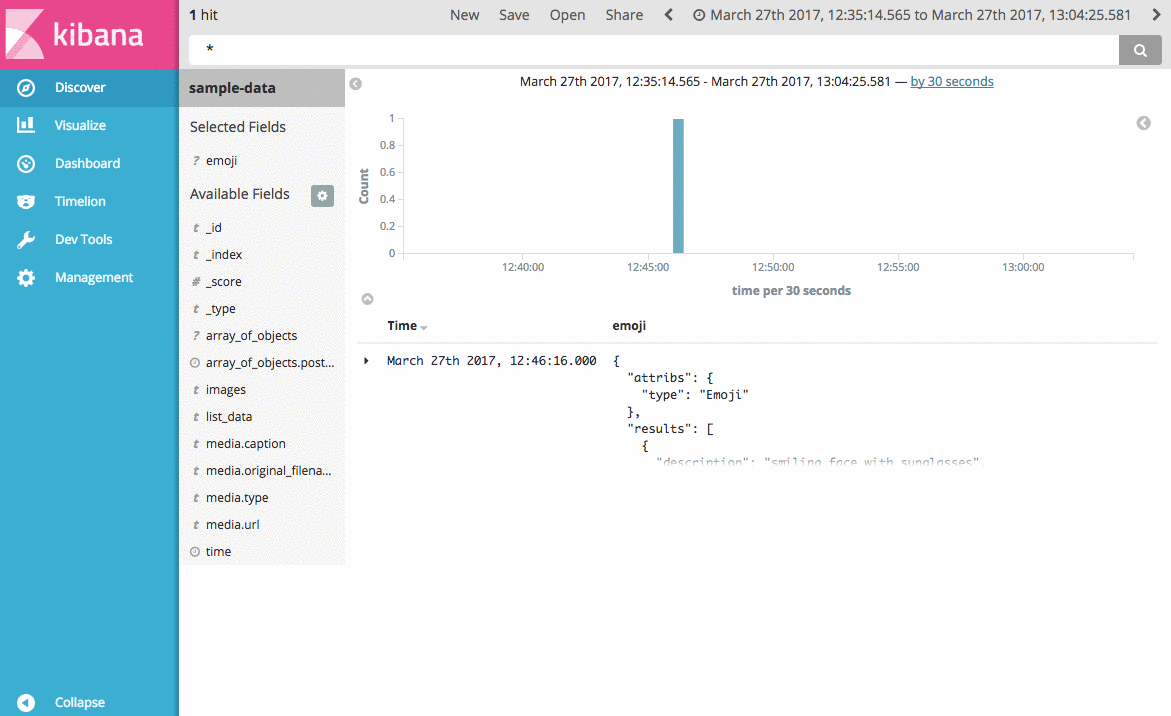 kibana
Discover
Visualize
Dashboard
Timelion
Dev Tools
Management
Collapse
1 hit
New Save Open Share March 27th 2017, 12:35:14.565 to March 27th 2017, 13:04:25.581
*
sample-data
Selected Fields
? emoji
Available Fields
t _id
t _index
# _score
t _type
? array_of_objects
array_of_objects.post...
t images
t list_data
t media.caption
t media.original_filena...
t media.type
t media.url
time
March 27th 2017, 12:35:14.565 - March 27th 2017, 13:04:25.581 — by 30 seconds
Count
1
0.8
0.6
0.4
0.2
0
12:40:00 12:45:00 12:50:00 12:55:00 13:00:00
time per 30 seconds
Time emoji
March 27th 2017, 12:46:16.000 {
"attribs": {
"type": "Emoji"
},
"results": [
{
"description": "smiling face with sunglasses",